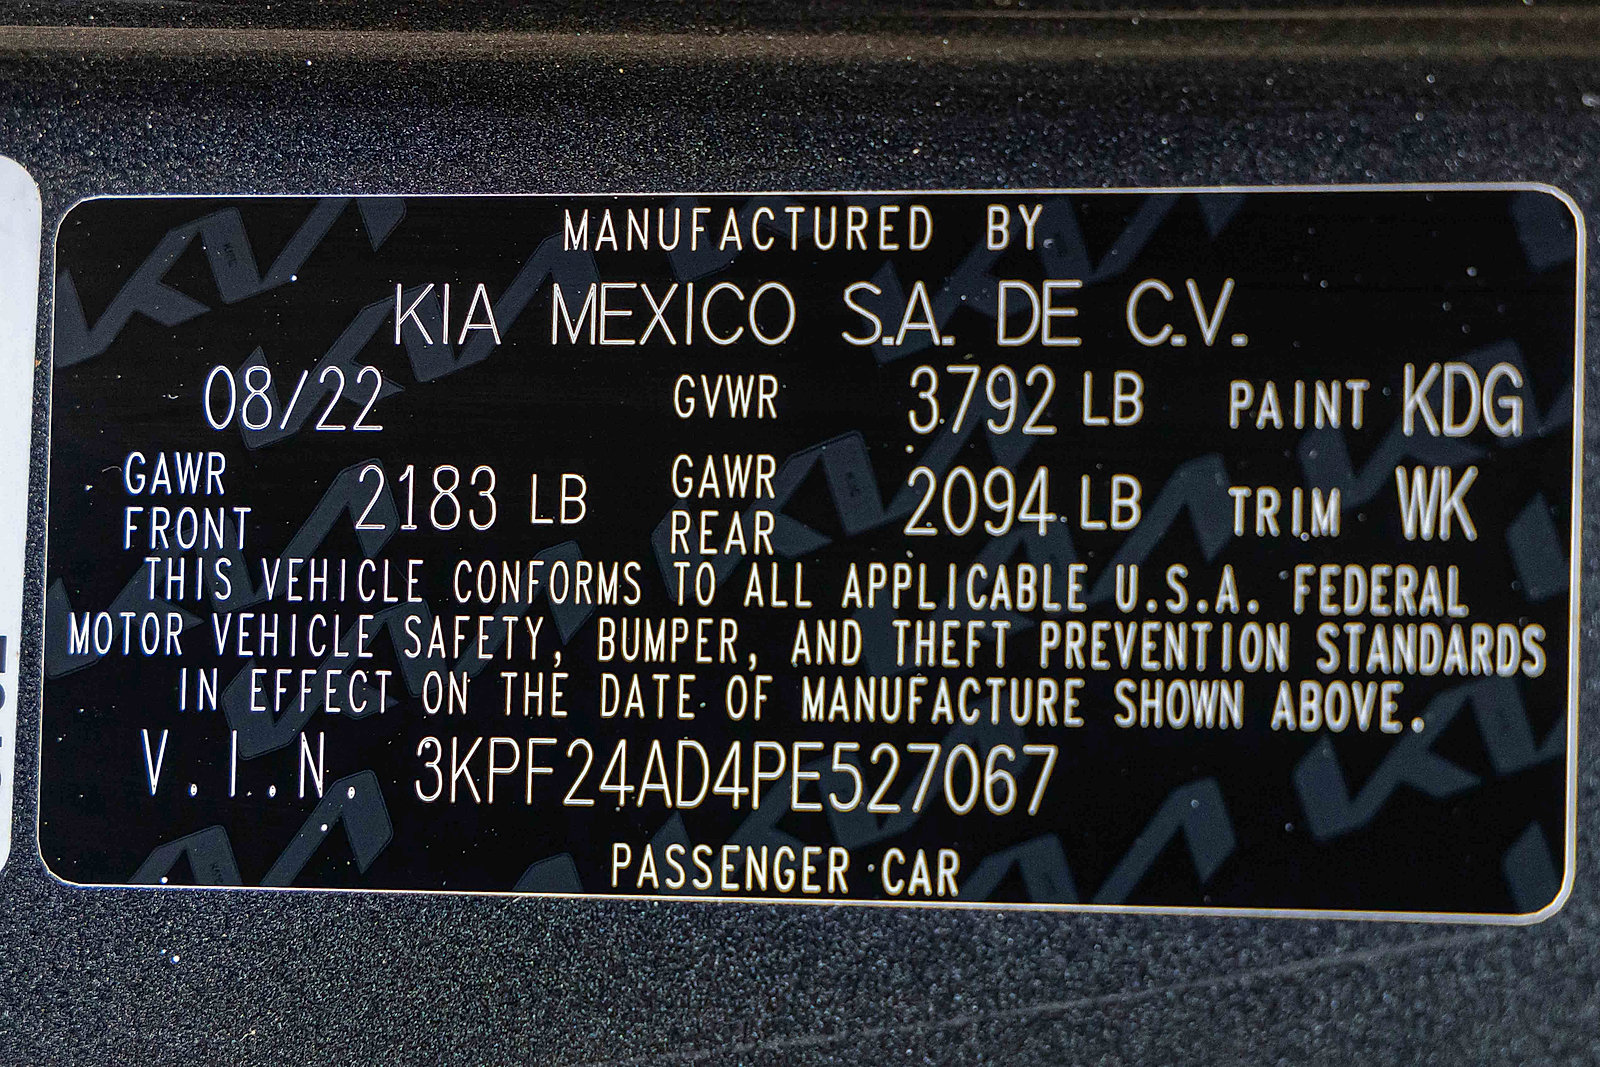 MANUFACTURED BY
KIA MEXICO S.A. DE C.V.
08/22 GVWR 3792 LB PAINT KDG
GAWR FRONT 2183 LB GAWR REAR 2094 LB TRIM WK
THIS VEHICLE CONFORMS TO ALL APPLICABLE U.S.A. FEDERAL
MOTOR VEHICLE SAFETY, BUMPER, AND THEFT PREVENTION STANDARDS
IN EFFECT ON THE DATE OF MANUFACTURE SHOWN ABOVE.
V.I.N. 3KPF24AD4PE527067
PASSENGER CAR